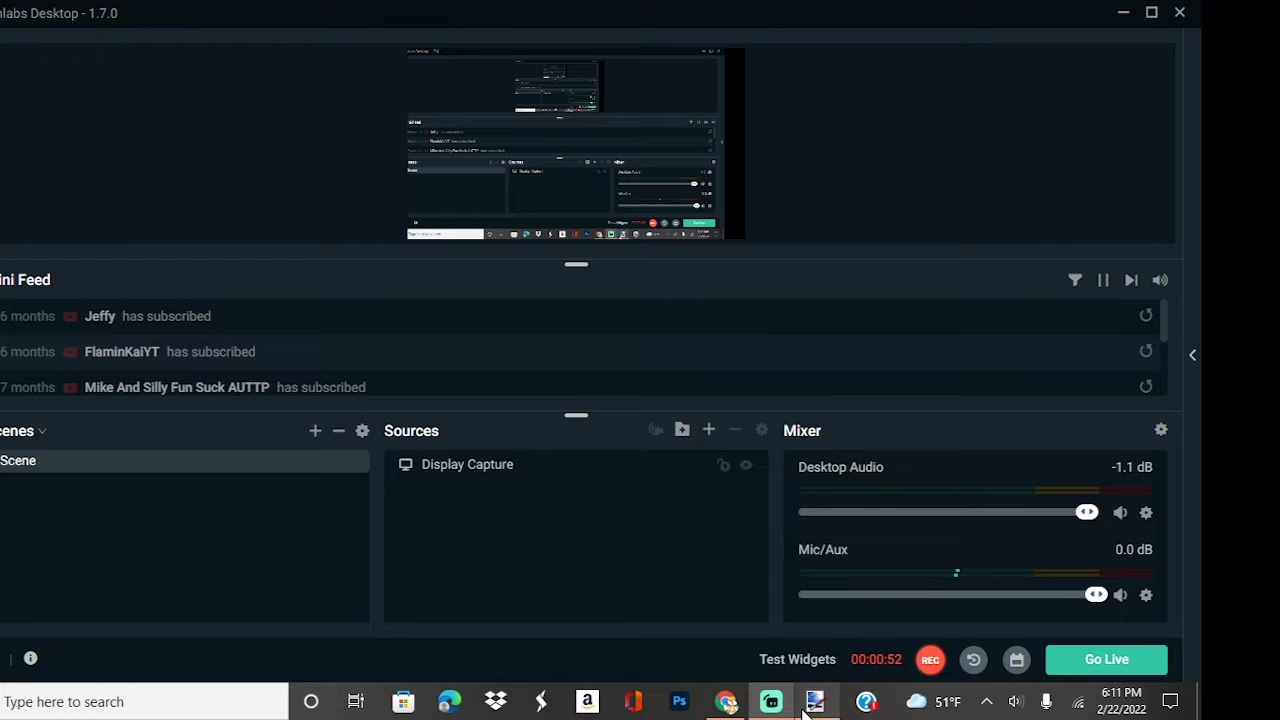 nlabs Desktop - 1.7.0
ini Feed
6 months Jeffy has subscribed
6 months FlaminKaiYT has subscribed
7 months Mike And Silly Fun Suck AUTTP has subscribed
cenes
Sources
Mixer
Scene
Display Capture
Desktop Audio -1.1 dB
Mic/Aux 0.0 dB
Test Widgets 00:00:52 REC Go Live
Type here to search
a
Ps
51°F
6:11 PM
2/22/2022